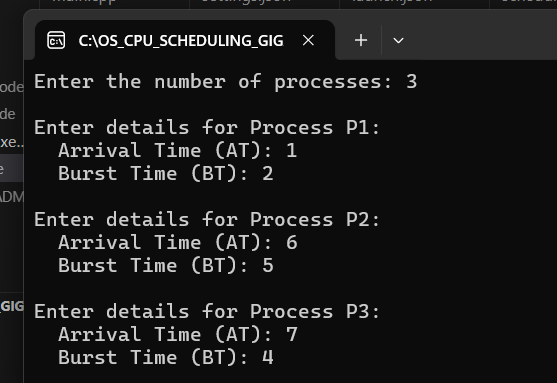 C:\OS_CPU_SCHEDULING_GIG
Enter the number of processes: 3
Enter details for Process P1:
Arrival Time (AT): 1
Burst Time (BT): 2
Enter details for Process P2:
Arrival Time (AT): 6
Burst Time (BT): 5
Enter details for Process P3:
Arrival Time (AT): 7
Burst Time (BT): 4